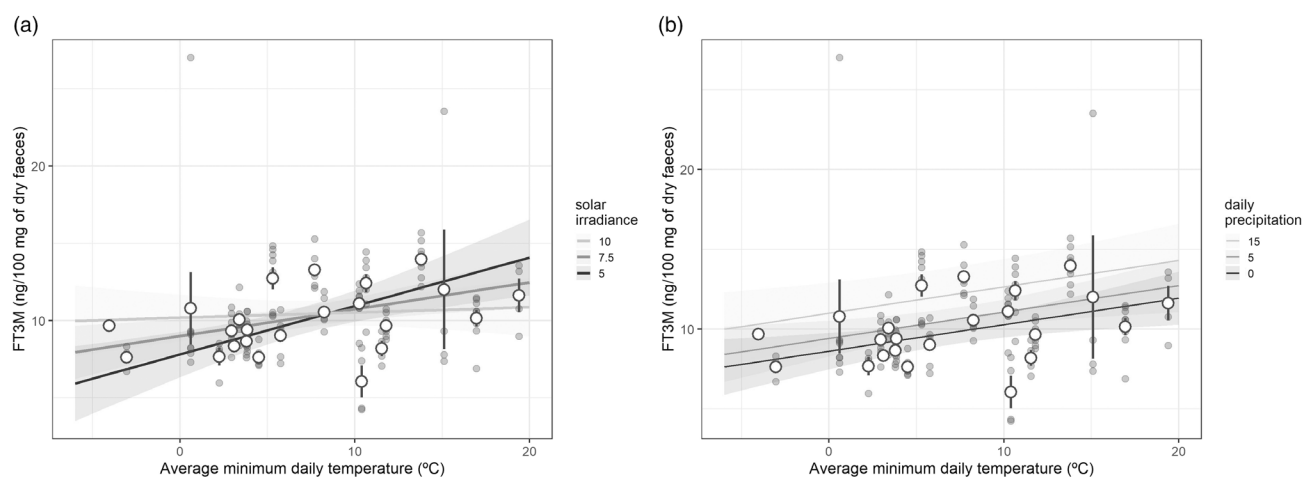 (a)
FT3M (ng/100 mg of dry faeces)
20
10
0
10
20
Average minimum daily temperature (ºC)
solar
irradiance
10
7.5
5
(b)
FT3M (ng/100 mg of dry faeces)
20
10
0
10
20
Average minimum daily temperature (ºC)
daily
precipitation
15
5
0